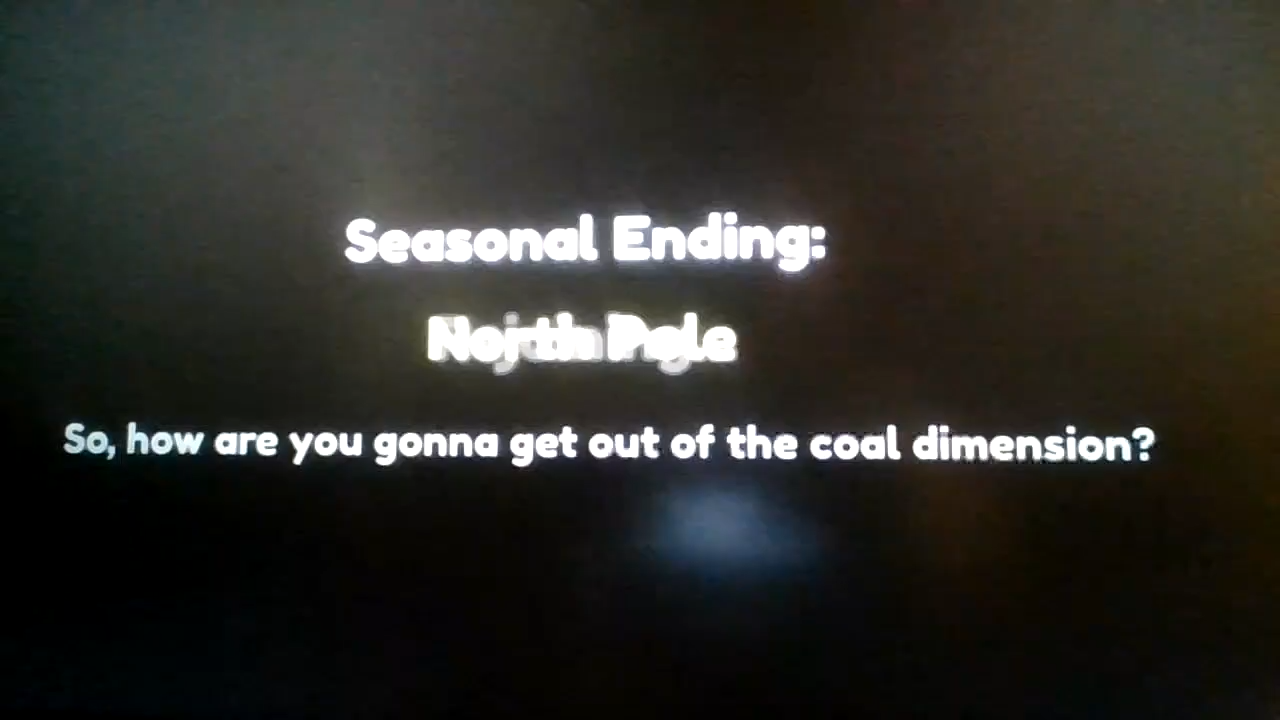 Seasonal Ending:
North Pole
So, how are you gonna get out of the coal dimension?